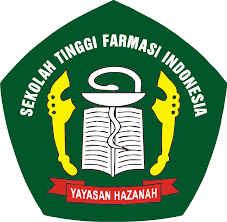 SEKOLAH TINGGI FARMASI INDONESIA
YAYASAN HAZANAH